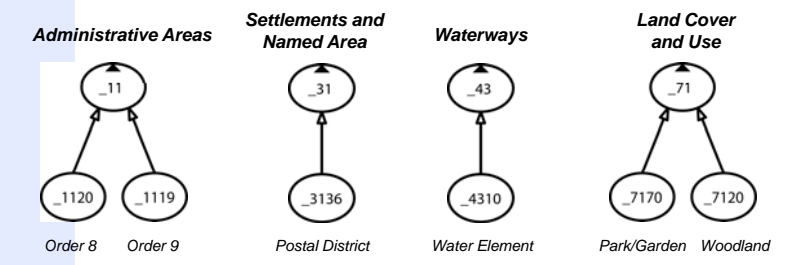 Administrative Areas
Settlements and
Named Area
Waterways
Land Cover
and Use
_11
_31
_43
_71
_1120
_1119
_3136
_4310
_7170
_7120
Order 8
Order 9
Postal District
Water Element
Park/Garden
Woodland